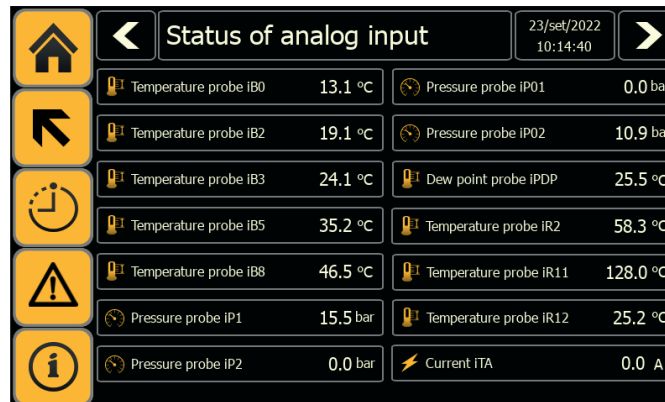 Status of analog input
23/set/2022
10:14:40
Temperature probe iB0 13.1 °C
Pressure probe iP01 0.0 ba
Temperature probe iB2 19.1 °C
Pressure probe iP02 10.9 ba
Temperature probe iB3 24.1 °C
Dew point probe iPDP 25.5 °C
Temperature probe iB5 35.2 °C
Temperature probe iR2 58.3 °C
Temperature probe iB8 46.5 °C
Temperature probe iR11 128.0 °C
Pressure probe iP1 15.5 bar
Temperature probe iR12 25.2 °C
Pressure probe iP2 0.0 bar
Current iTA 0.0 A